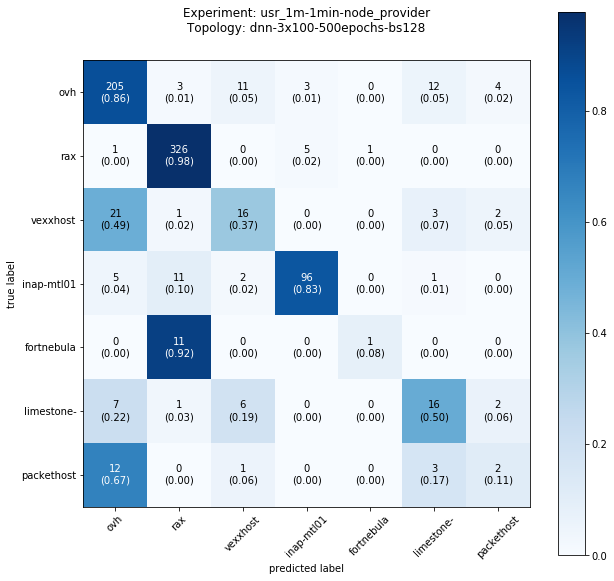 Experiment: usr_1m-1min-node_provider
Topology: dnn-3x100-500epochs-bs128
ovh 205 3 11 3 0 12 4
(0.86) (0.01) (0.05) (0.01) (0.00) (0.05) (0.02)
rax 1 326 0 5 1 0 0
(0.00) (0.98) (0.00) (0.02) (0.00) (0.00) (0.00)
vexxhost 21 1 16 0 0 3 2
(0.49) (0.02) (0.37) (0.00) (0.00) (0.07) (0.05)
inap-mtl01 5 11 2 96 0 1 0
(0.04) (0.10) (0.02) (0.83) (0.00) (0.01) (0.00)
fortnebula 0 11 0 0 1 0 0
(0.00) (0.92) (0.00) (0.00) (0.08) (0.00) (0.00)
limestone- 7 1 6 0 0 16 2
(0.22) (0.03) (0.19) (0.00) (0.00) (0.50) (0.06)
packethost 12 0 1 0 0 3 2
(0.67) (0.00) (0.06) (0.00) (0.00) (0.17) (0.11)
true label
ovh rax vexxhost inap-mtl01 fortnebula limestone- packethost
predicted label
0.8
0.6
0.4
0.2
0.0